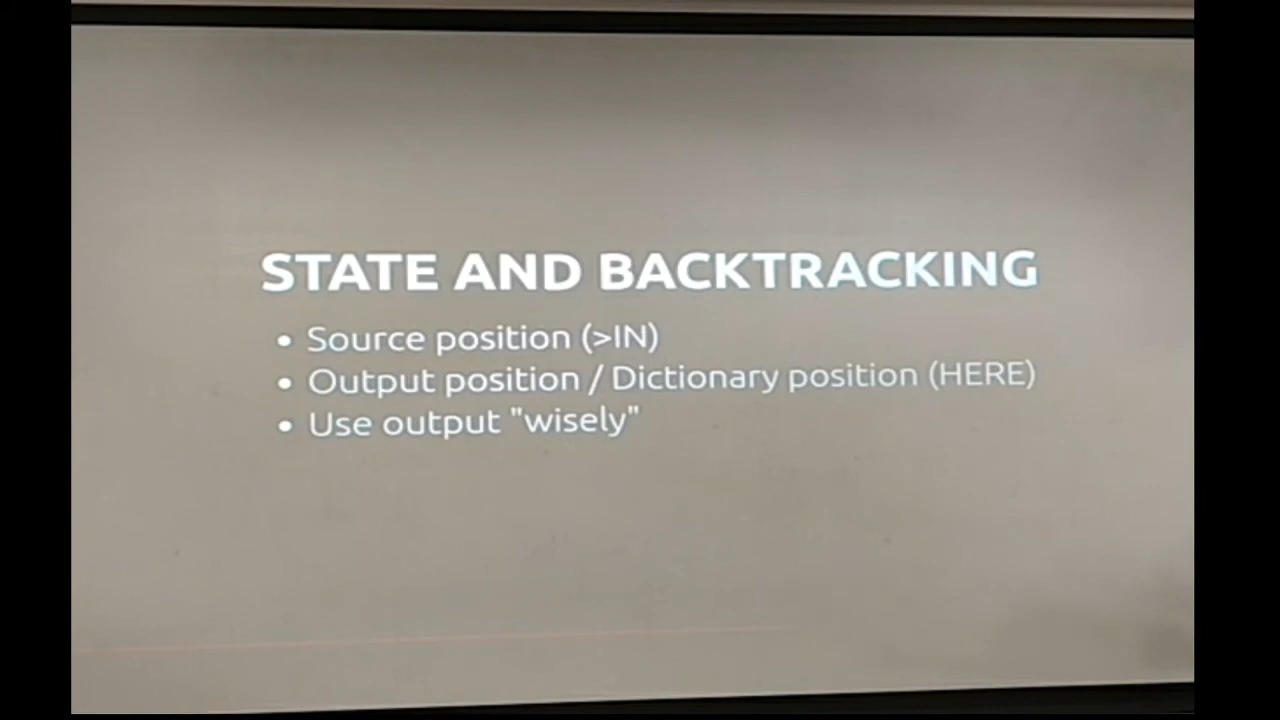 STATE AND BACKTRACKING
• Source position (>IN)
• Output position / Dictionary position (HERE)
• Use output "wisely"